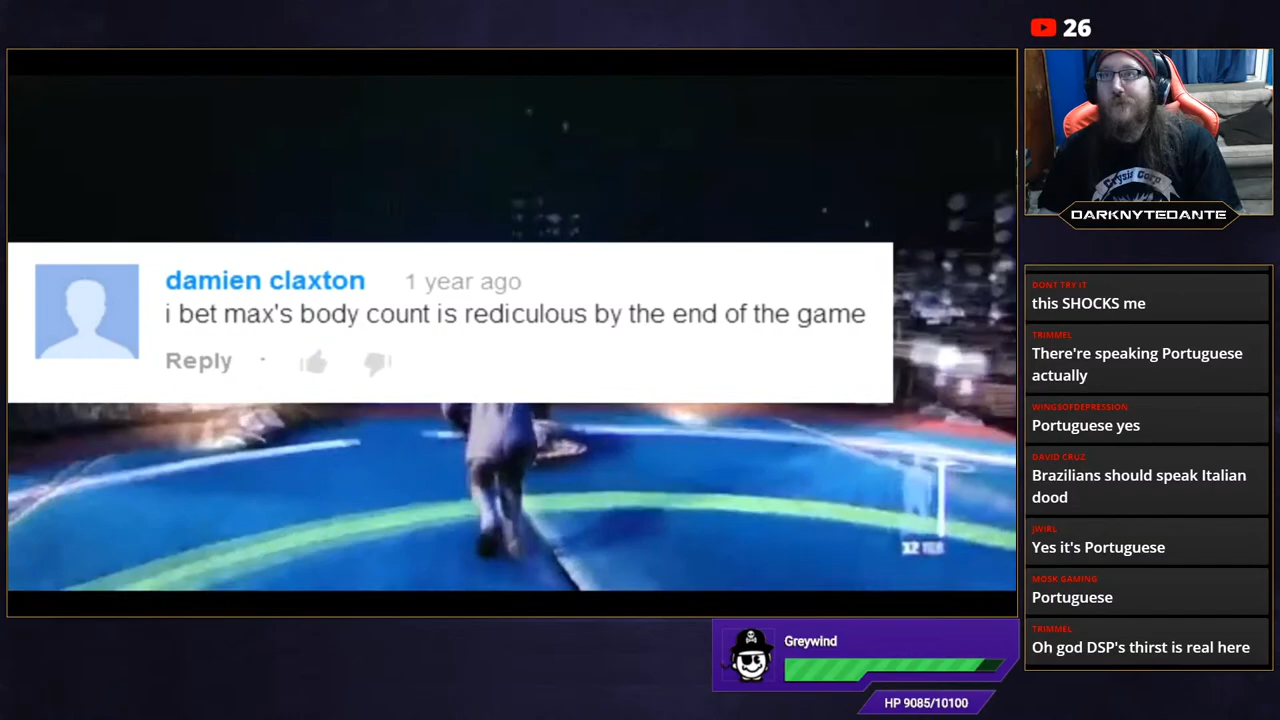 26
damien claxton 1 year ago
i bet max's body count is rediculous by the end of the game
Reply ·
Crysis Corp
DARKNYTEDANTE
DONT TRY IT
this SHOCKS me
TRIMMEL
There're speaking Portuguese
actually
WINGSOFDEPRESSION
Portuguese yes
DAVID CRUZ
Brazilians should speak Italian
dood
JWIRL
Yes it's Portuguese
MOSK GAMING
Portuguese
TRIMMEL
Oh god DSP's thirst is real here
Greywind
HP 9085/10100